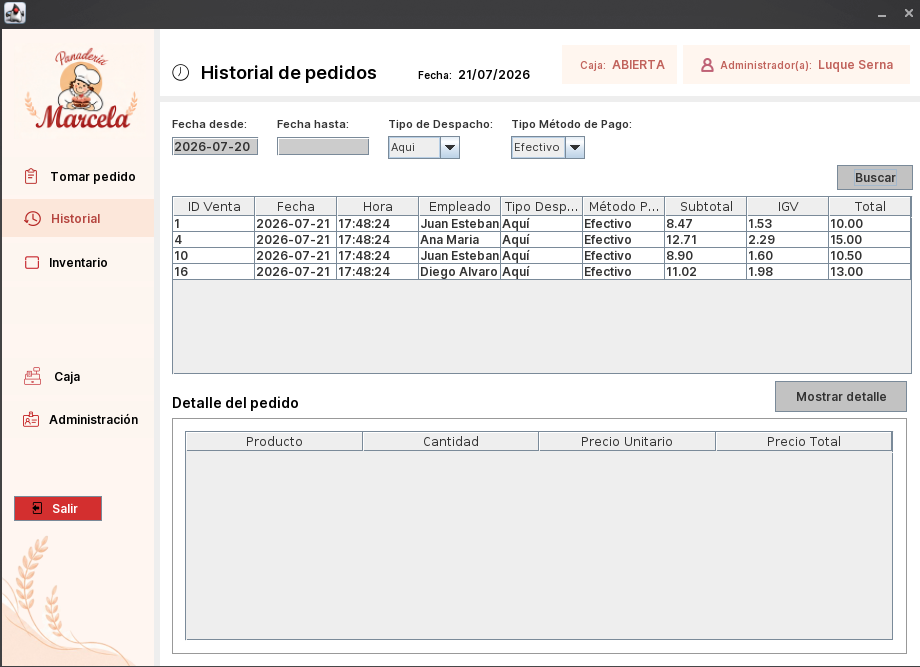 Panadería
Marcela
Tomar pedido
Historial
Inventario
Caja
Administración
Salir
Historial de pedidos
Fecha: 21/07/2026
Caja: ABIERTA
Administrador(a): Luque Serna
Fecha desde: Fecha hasta: Tipo de Despacho: Tipo Método de Pago:
2026-07-20 Aqui Efectivo
Buscar
ID Venta Fecha Hora Empleado Tipo Desp... Método P... Subtotal IGV Total
1 2026-07-21 17:48:24 Juan Esteban Aquí Efectivo 8.47 1.53 10.00
4 2026-07-21 17:48:24 Ana Maria Aquí Efectivo 12.71 2.29 15.00
10 2026-07-21 17:48:24 Juan Esteban Aquí Efectivo 8.90 1.60 10.50
16 2026-07-21 17:48:24 Diego Alvaro Aquí Efectivo 11.02 1.98 13.00
Detalle del pedido
Mostrar detalle
Producto Cantidad Precio Unitario Precio Total